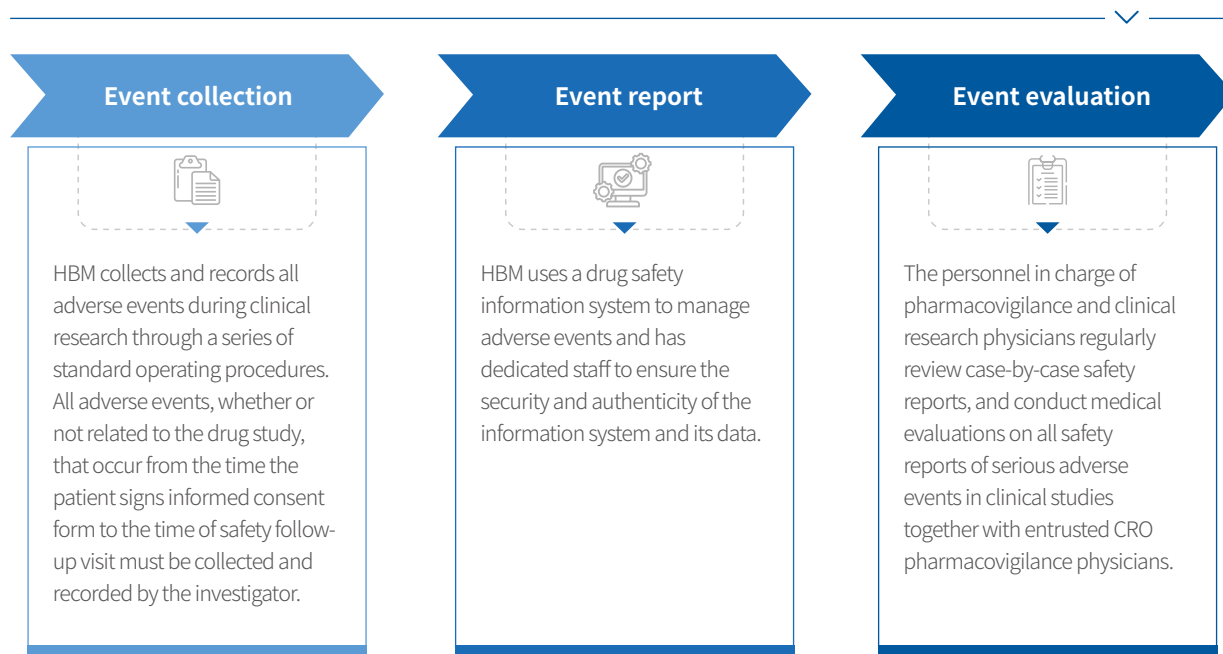 Event collection
HBM collects and records all
adverse events during clinical
research through a series of
standard operating procedures.
All adverse events, whether or
not related to the drug study,
that occur from the time the
patient signs informed consent
form to the time of safety follow-
up visit must be collected and
recorded by the investigator.
Event report
HBM uses a drug safety
information system to manage
adverse events and has
dedicated staff to ensure the
security and authenticity of the
information system and its data.
Event evaluation
The personnel in charge of
pharmacovigilance and clinical
research physicians regularly
review case-by-case safety
reports, and conduct medical
evaluations on all safety
reports of serious adverse
events in clinical studies
together with entrusted CRO
pharmacovigilance physicians.